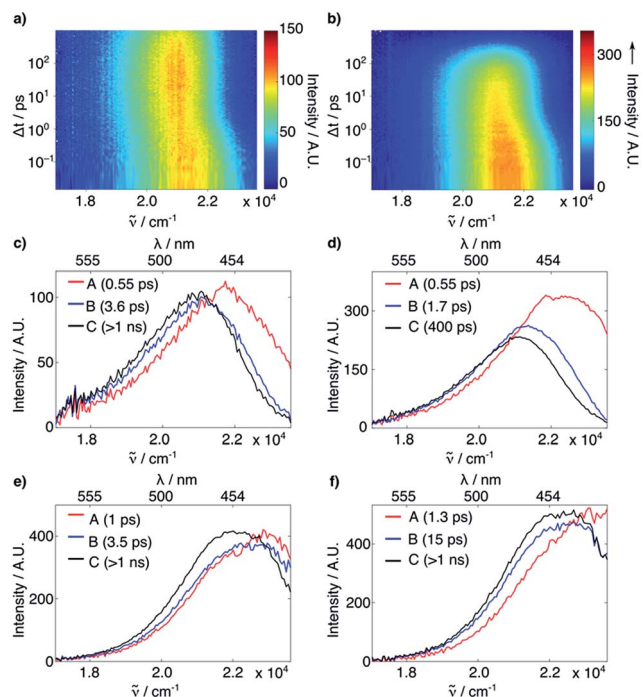 a)
150
100
50
0
Intensity / A.U.
10²
10¹
10⁰
10⁻¹
Δt / ps
1.8 2.0 2.2 x 10⁴
ṽ / cm⁻¹
b)
300
150
0
Intensity / A.U.
10²
10¹
10⁰
10⁻¹
Δt / ps
1.8 2.0 2.2 x 10⁴
ṽ / cm⁻¹
c)
λ / nm
555 500 454
A (0.55 ps)
B (3.6 ps)
C (>1 ns)
100
50
0
Intensity / A.U.
1.8 2.0 2.2 x 10⁴
ṽ / cm⁻¹
d)
λ / nm
555 500 454
A (0.55 ps)
B (1.7 ps)
C (400 ps)
300
150
0
Intensity / A.U.
1.8 2.0 2.2 x 10⁴
ṽ / cm⁻¹
e)
λ / nm
555 500 454
A (1 ps)
B (3.5 ps)
C (>1 ns)
400
200
0
Intensity / A.U.
1.8 2.0 2.2 x 10⁴
ṽ / cm⁻¹
f)
λ / nm
555 500 454
A (1.3 ps)
B (15 ps)
C (>1 ns)
400
200
0
Intensity / A.U.
1.8 2.0 2.2 x 10⁴
ṽ / cm⁻¹